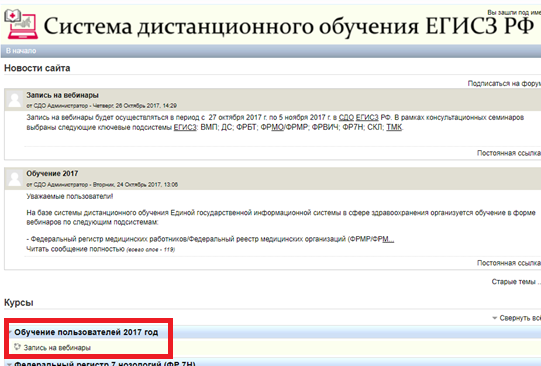 Вы зашли под име
Система дистанционного обучения ЕГИСЗ РФ
В начало
Новости сайта
Подписаться на форум
Запись на вебинары
от СДО Администратор - Четверг, 26 Октябрь 2017, 14:29
Запись на вебинары будет осуществляться в период с 27 октября 2017 г. по 5 ноября 2017 г. в СДО ЕГИСЗ РФ. В рамках консультационных семинаров
выбраны следующие ключевые подсистемы ЕГИСЗ: ВМП; ДС; ФРБТ; ФРМО/ФРМР; ФРВИЧ; ФР7Н; СКЛ; ТМК.
Постоянная ссылка
Обучение 2017
от СДО Администратор - Вторник, 24 Октябрь 2017, 13:06
Уважаемые пользователи!
На базе системы дистанционного обучения Единой государственной информационной системы в сфере здравоохранения организуется обучение в форме
вебинаров по следующим подсистемам:
- Федеральный регистр медицинских работников/Федеральный реестр медицинских организаций (ФРМР/ФРМ...
Читать сообщение полностью (всего слов - 119)
Постоянная ссылка
Старые темы ...
Курсы
Свернуть все
Обучение пользователей 2017 год
Запись на вебинары
Федеральный регистр 7 нозологий (ФР 7Н)